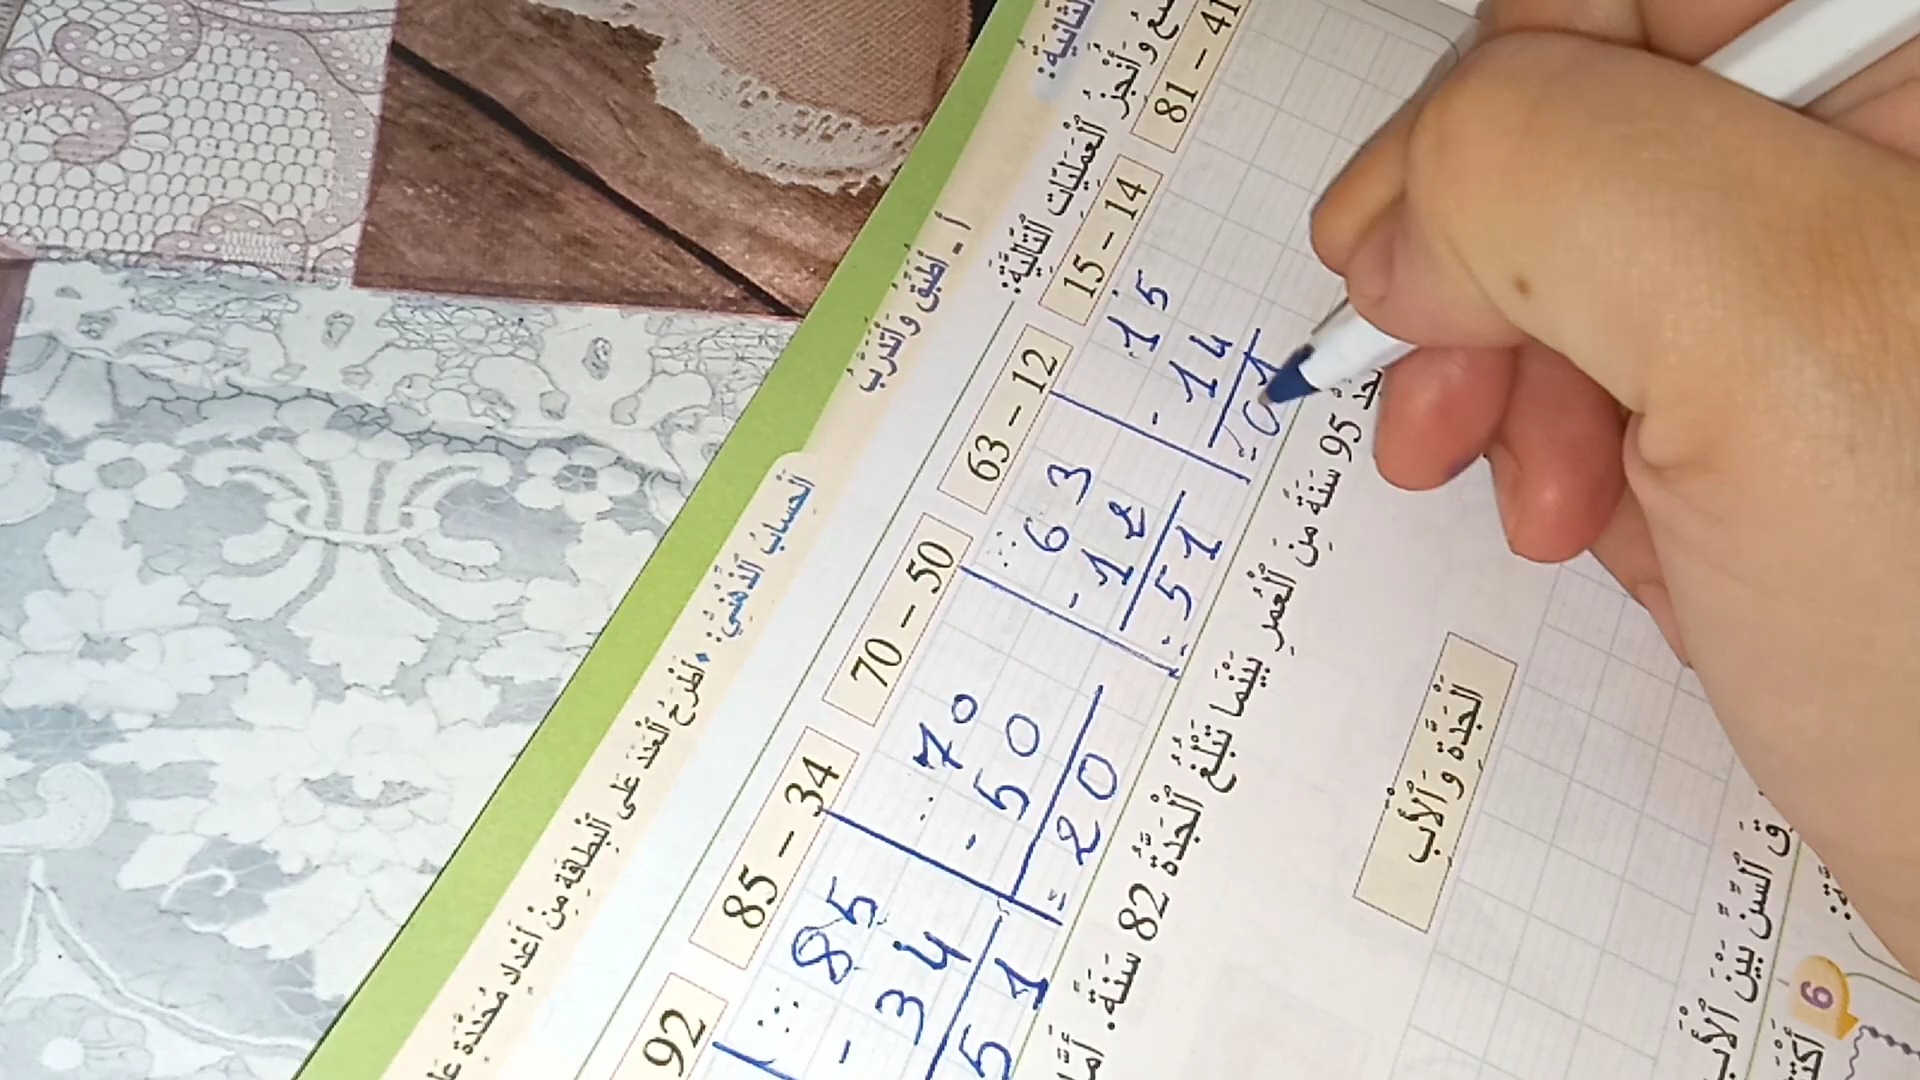 الحساب الذهني: • أطرح العدد على البطاقة من أعداد محددة
أ - أطبق وأتدرب
وأنجز العمليات التالية:
92
85 - 34
70 - 50
63 - 12
15 - 14
81 - 41
85
- 34
51
70
- 50
= 20
63
- 12
= 51
15
- 14
= 01
95 سنة من العمر بينما تبلغ الجدة 82 سنة.
الجدة والأب
السن بين
6